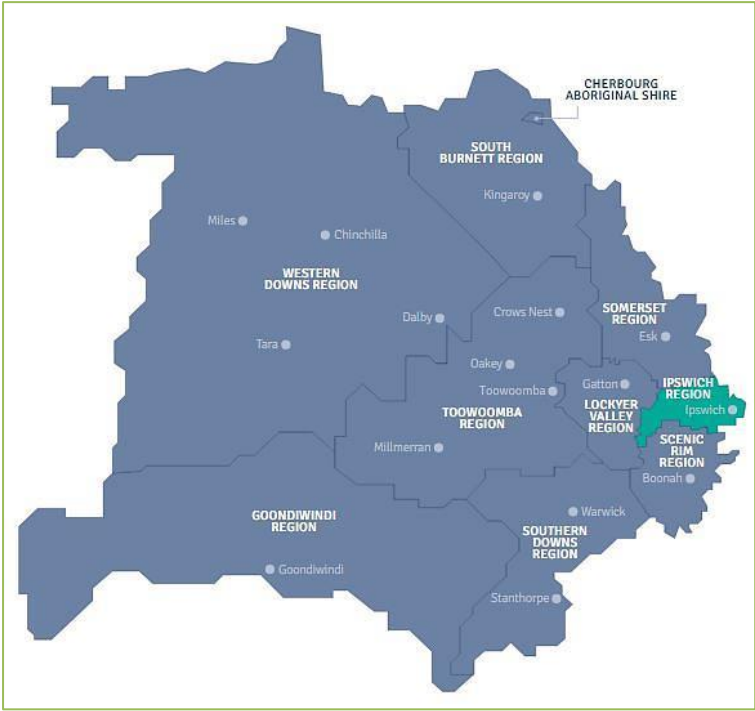 CHERBOURG
ABORIGINAL SHIRE
SOUTH
BURNETT REGION
Kingaroy
Miles
Chinchilla
WESTERN
DOWNS REGION
Dalby
Crows Nest
SOMERSET
REGION
Esk
Tara
Oakey
Toowoomba
Gatton
IPSWICH
REGION
Ipswich
TOOWOOMBA
REGION
LOCKYER
VALLEY
REGION
Millmerran
SCENIC
RIM
REGION
Boonah
GOONDIWINDI
REGION
Warwick
SOUTHERN
DOWNS
REGION
Goondiwindi
Stanthorpe